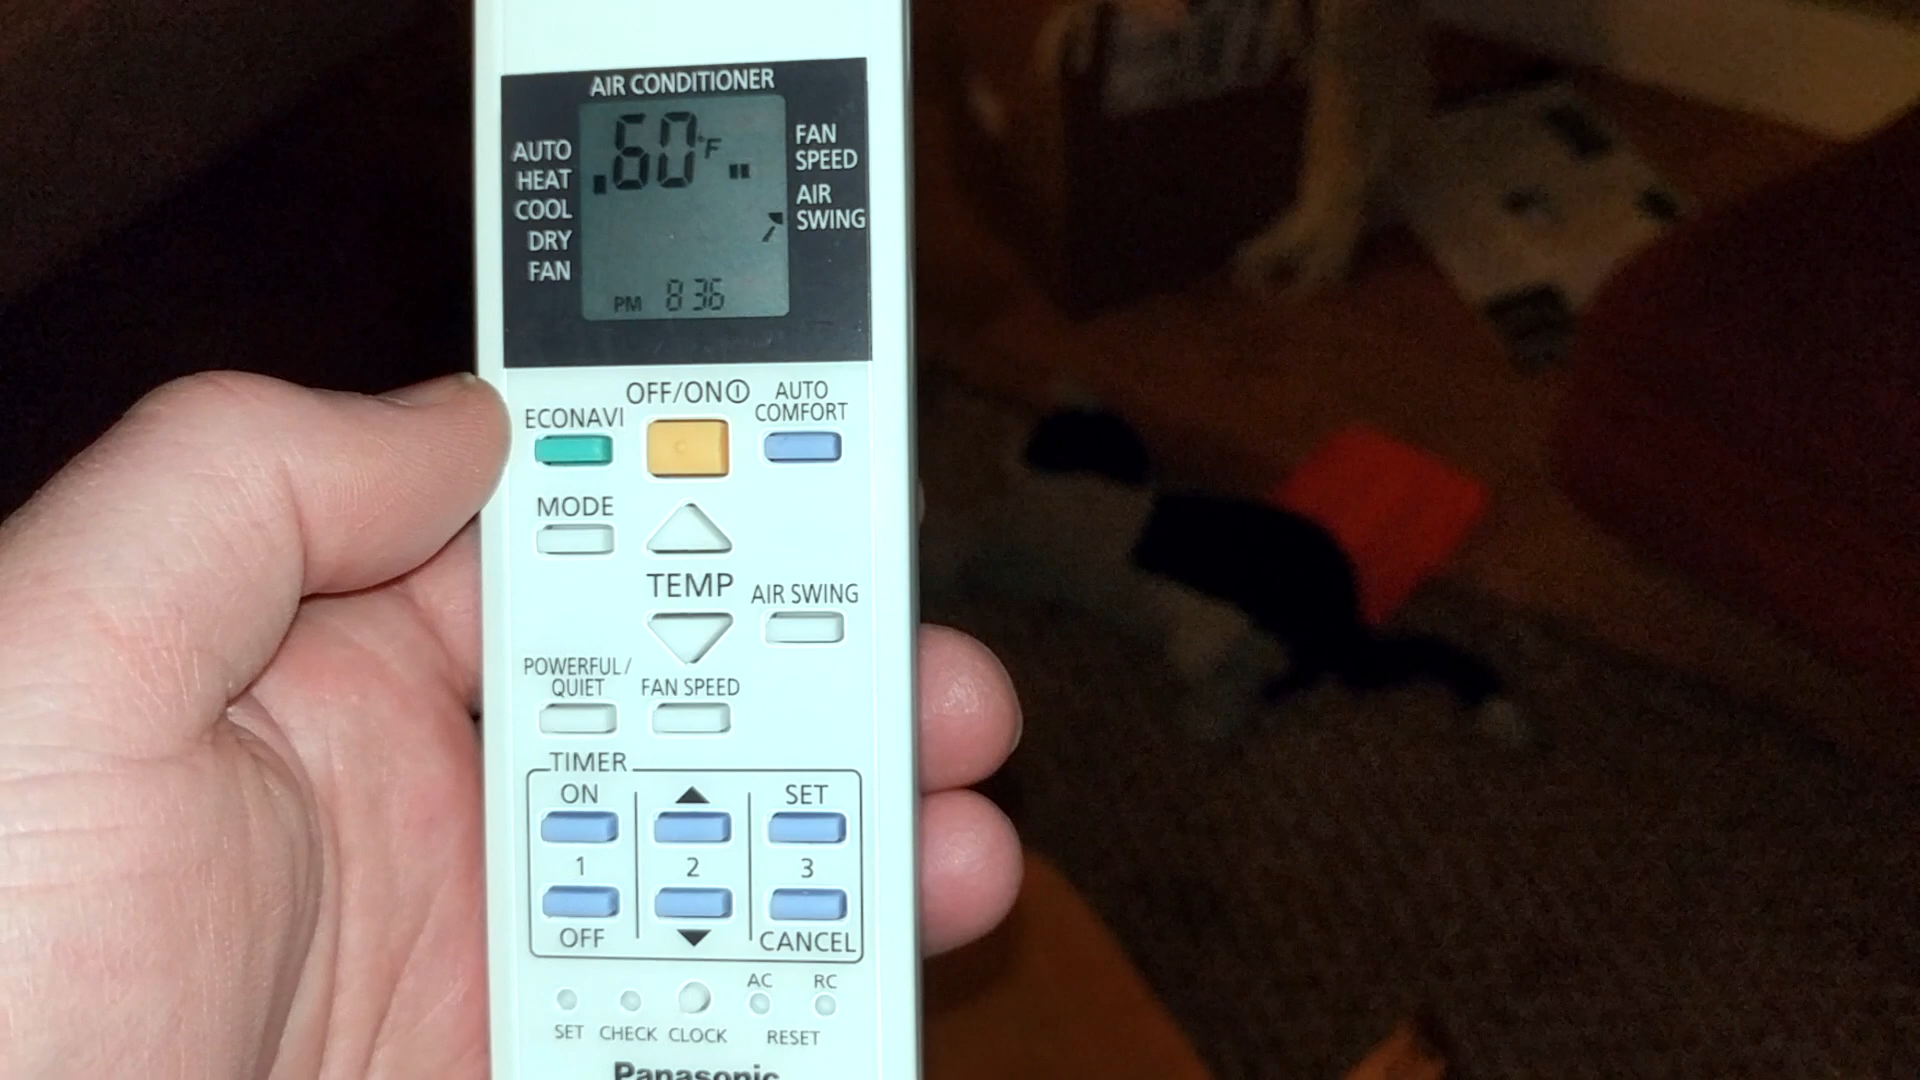 AIR CONDITIONER
AUTO
HEAT
COOL
DRY
FAN
60°F
FAN
SPEED
AIR
SWING
PM 8 36
ECONAVI
OFF/ON
AUTO
COMFORT
MODE
TEMP
AIR SWING
POWERFUL/
QUIET
FAN SPEED
TIMER
ON
SET
1
2
3
OFF
CANCEL
AC
RC
SET
CHECK
CLOCK
RESET
Panasonic